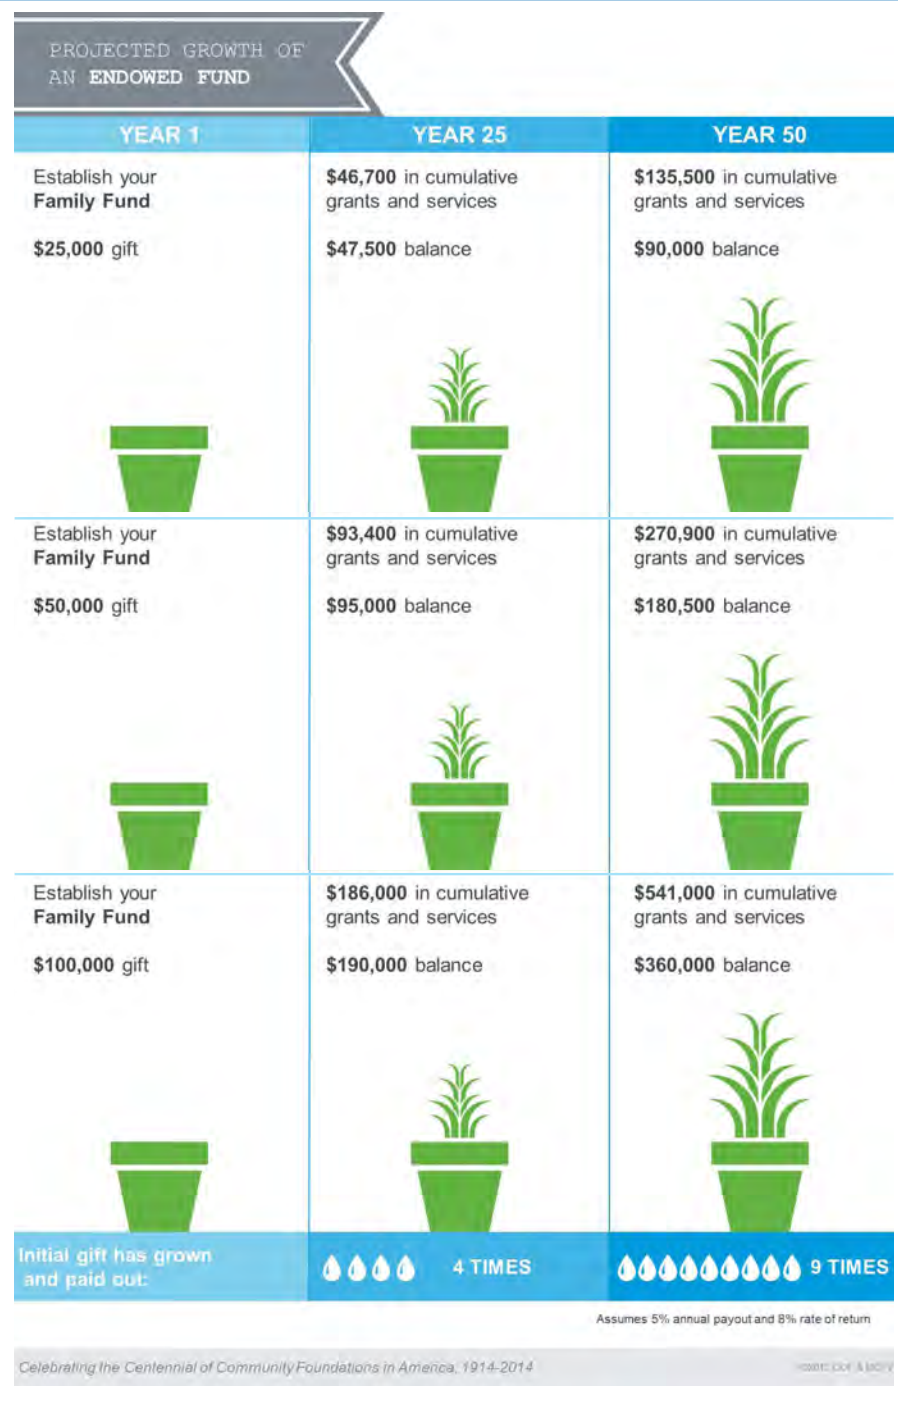 PROJECTED GROWTH OF
AN ENDOWED FUND
YEAR 1
YEAR 25
YEAR 50
Establish your
Family Fund
$25,000 gift
$46,700 in cumulative
grants and services
$47,500 balance
$135,500 in cumulative
grants and services
$90,000 balance
Establish your
Family Fund
$50,000 gift
$93,400 in cumulative
grants and services
$95,000 balance
$270,900 in cumulative
grants and services
$180,500 balance
Establish your
Family Fund
$100,000 gift
$186,000 in cumulative
grants and services
$190,000 balance
$541,000 in cumulative
grants and services
$360,000 balance
Initial gift has grown
and paid out:
4 TIMES
9 TIMES
Assumes 5% annual payout and 8% rate of return
Celebrating the Centennial of Community Foundations in America, 1914-2014